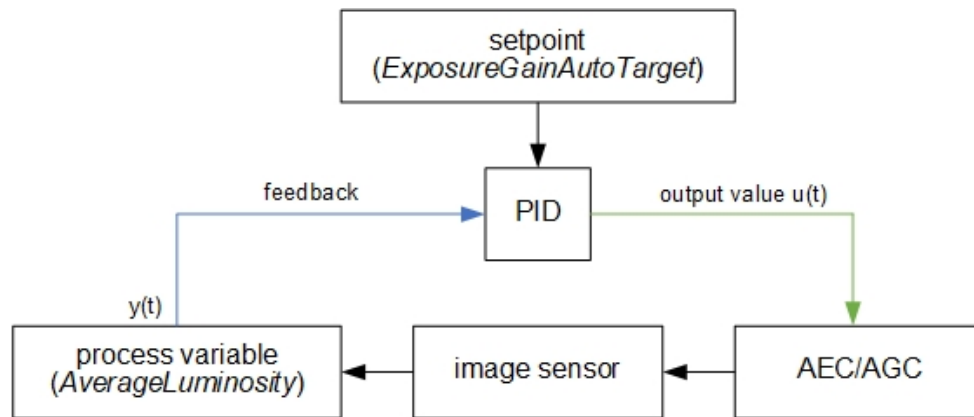 setpoint
(ExposureGainAutoTarget)
feedback
PID
output value u(t)
y(t)
process variable
(AverageLuminosity)
image sensor
AEC/AGC